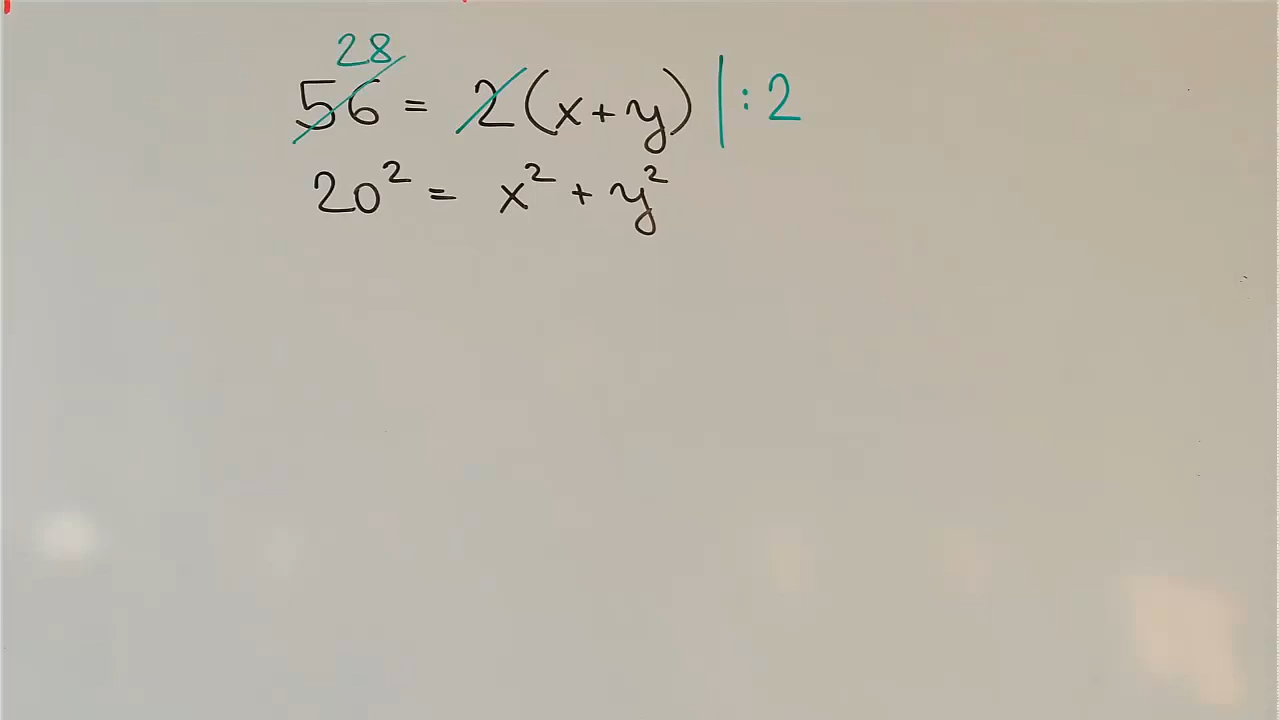 28
56 = 2(x+y) |:2
20² = x² + y²